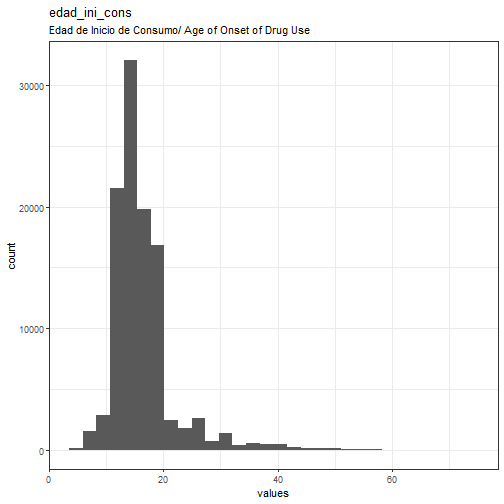 edad_ini_cons
Edad de Inicio de Consumo/ Age of Onset of Drug Use
30000
20000
10000
0
count
0 20 40 60
values